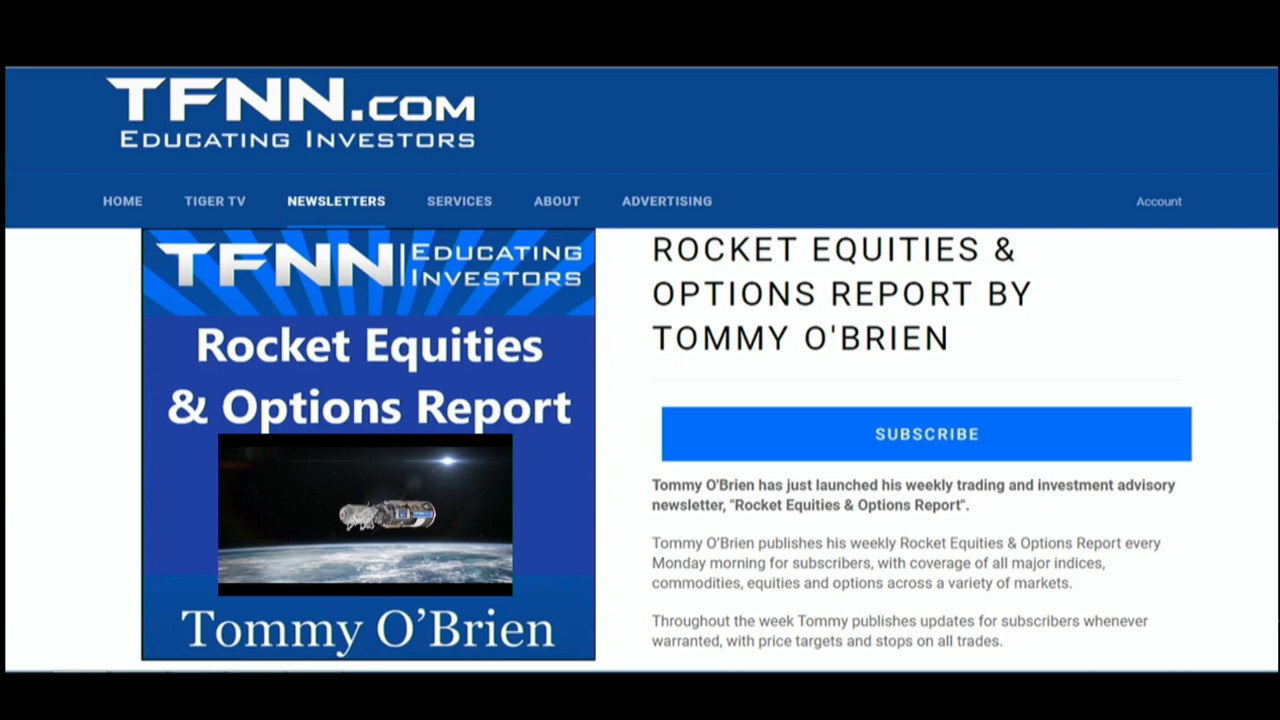 TFNN.COM
EDUCATING INVESTORS
HOME TIGER TV NEWSLETTERS SERVICES ABOUT ADVERTISING Account
TFNN EDUCATING
INVESTORS
Rocket Equities
& Options Report
Tommy O’Brien
ROCKET EQUITIES &
OPTIONS REPORT BY
TOMMY O'BRIEN
SUBSCRIBE
Tommy O'Brien has just launched his weekly trading and investment advisory
newsletter, "Rocket Equities & Options Report".
Tommy O'Brien publishes his weekly Rocket Equities & Options Report every
Monday morning for subscribers, with coverage of all major indices,
commodities, equities and options across a variety of markets.
Throughout the week Tommy publishes updates for subscribers whenever
warranted, with price targets and stops on all trades.